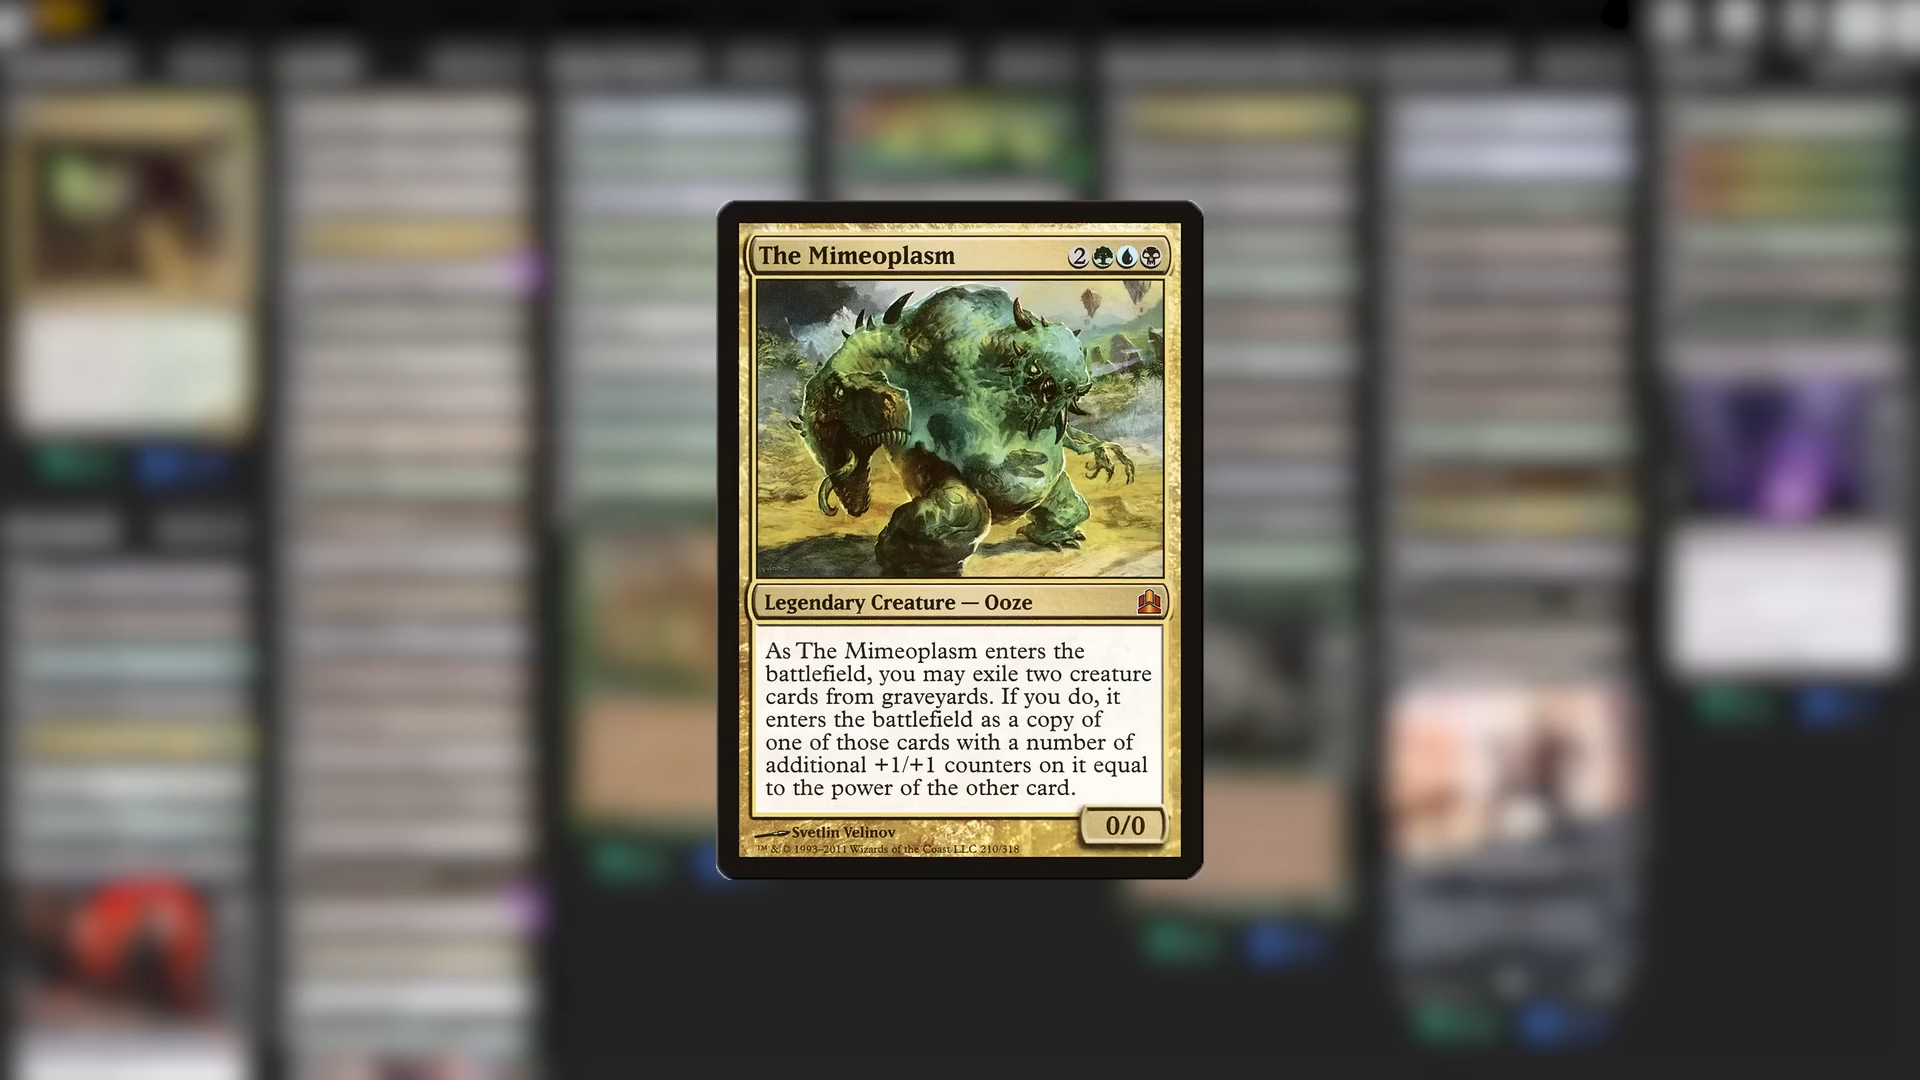 The Mimeoplasm 2
Legendary Creature — Ooze
As The Mimeoplasm enters the
battlefield, you may exile two creature
cards from graveyards. If you do, it
enters the battlefield as a copy of
one of those cards with a number of
additional +1/+1 counters on it equal
to the power of the other card.
0/0
Svetlin Velinov
™ & © 1993–2011 Wizards of the Coast LLC 210/318